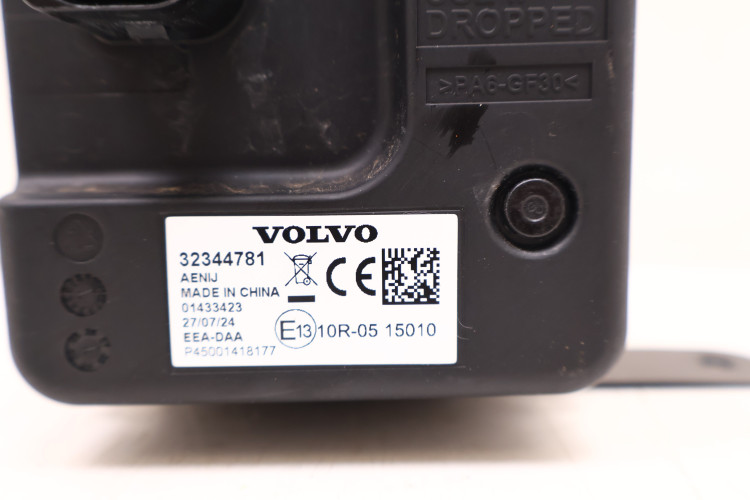 DROPPED
>PA6-GF30<
VOLVO
32344781
AENIJ
MADE IN CHINA
01433423
27/07/24
EEA-DAA
P45001418177
CE
E13 10R-05 15010